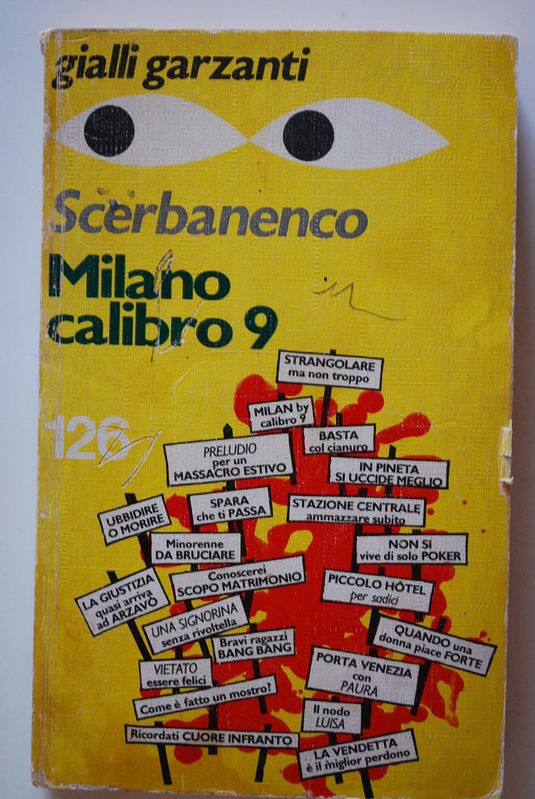 gialli garzanti
Scerbanenco
Milano
calibro 9
126
STRANGOLARE
ma non troppo
MILAN by
calibro 9
BASTA
col cianuro
PRELUDIO
per un
MASSACRO ESTIVO
IN PINETA
SI UCCIDE MEGLIO
UBBIDIRE
O MORIRE
SPARA
che ti PASSA
STAZIONE CENTRALE
ammazzare subito
Minorenne
DA BRUCIARE
NON SI
vive di solo POKER
LA GIUSTIZIA
quasi arriva
ad ARZAVO
Conoscerei
SCOPO MATRIMONIO
PICCOLO HÔTEL
per sadici
UNA SIGNORINA
senza rivoltella
Bravi ragazzi
BANG BANG
QUANDO una
donna piace FORTE
VIETATO
essere felici
PORTA VENEZIA
con
PAURA
Come è fatto un mostro?
Il nodo
LUISA
Ricordati CUORE INFRANTO
LA VENDETTA
è il miglior perdono